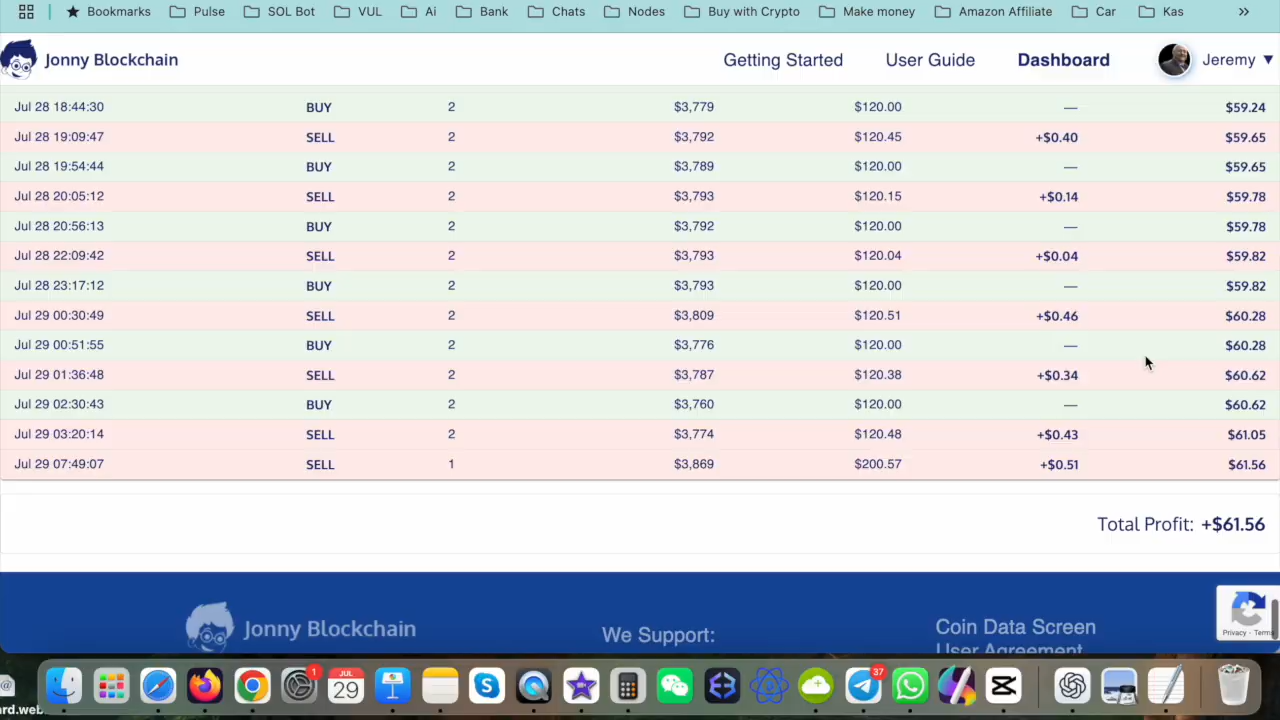 Bookmarks Pulse SOL Bot VUL Ai Bank Chats Nodes Buy with Crypto Make money Amazon Affiliate Car Kas »
Jonny Blockchain Getting Started User Guide Dashboard Jeremy ▼
Jul 28 18:44:30 BUY 2 $3,779 $120.00 — $59.24
Jul 28 19:09:47 SELL 2 $3,792 $120.45 +$0.40 $59.65
Jul 28 19:54:44 BUY 2 $3,789 $120.00 — $59.65
Jul 28 20:05:12 SELL 2 $3,793 $120.15 +$0.14 $59.78
Jul 28 20:56:13 BUY 2 $3,792 $120.00 — $59.78
Jul 28 22:09:42 SELL 2 $3,793 $120.04 +$0.04 $59.82
Jul 28 23:17:12 BUY 2 $3,793 $120.00 — $59.82
Jul 29 00:30:49 SELL 2 $3,809 $120.51 +$0.46 $60.28
Jul 29 00:51:55 BUY 2 $3,776 $120.00 — $60.28
Jul 29 01:36:48 SELL 2 $3,787 $120.38 +$0.34 $60.62
Jul 29 02:30:43 BUY 2 $3,760 $120.00 — $60.62
Jul 29 03:20:14 SELL 2 $3,774 $120.48 +$0.43 $61.05
Jul 29 07:49:07 SELL 1 $3,869 $200.57 +$0.51 $61.56
Total Profit: +$61.56
Jonny Blockchain We Support: Coin Data Screen
User Agreement
Privacy - Terms
JUL
29
1
37
ard.web